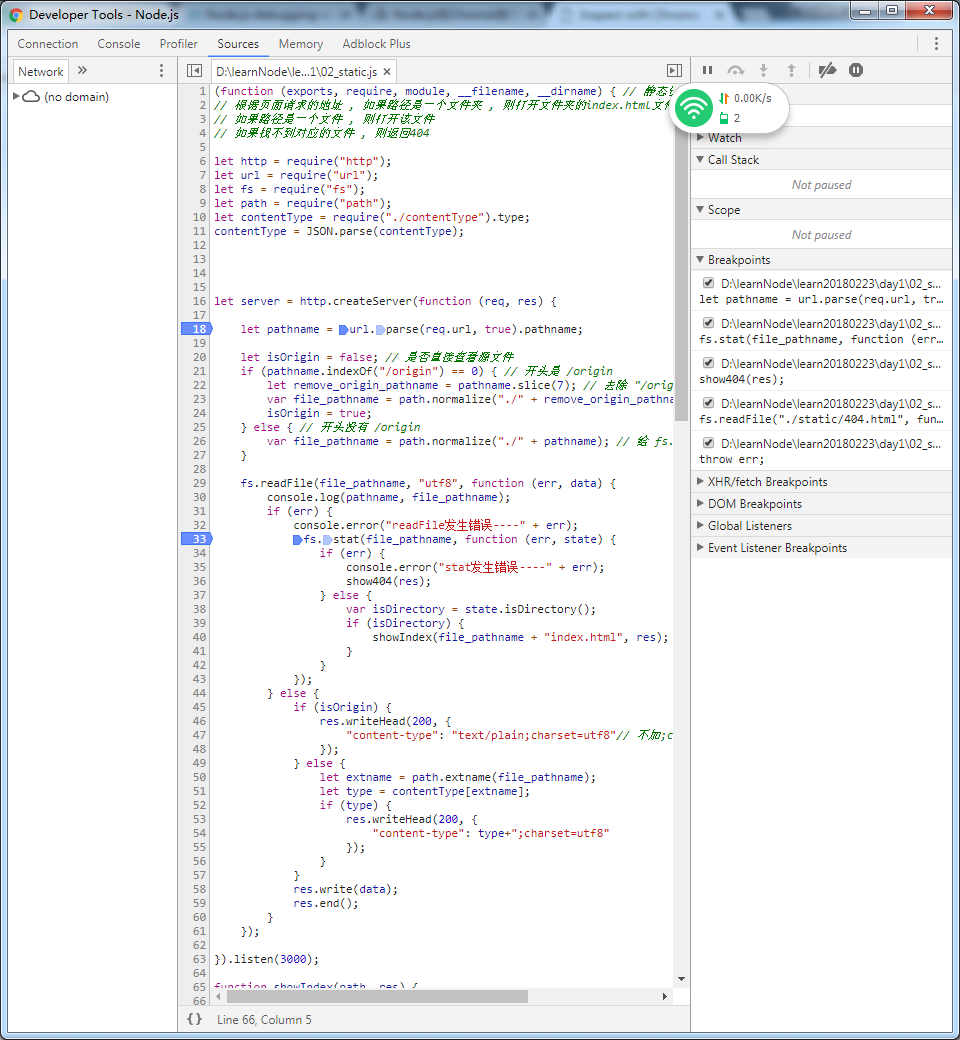 Developer Tools - Node.js
Connection Console Profiler Sources Memory Adblock Plus
Network
(no domain)
D:\learnNode\le...1\02_static.js
1 (function (exports, require, module, __filename, __dirname) { // 静态
2 // 根据页面请求的地址 , 如果路径是一个文件夹 , 则打开文件夹的index.html文件
3 // 如果路径是一个文件 , 则打开该文件
4 // 如果找不到对应的文件 , 则返回404
5
6 let http = require("http");
7 let url = require("url");
8 let fs = require("fs");
9 let path = require("path");
10 let contentType = require("./contentType").type;
11 contentType = JSON.parse(contentType);
12
13
14
15
16 let server = http.createServer(function (req, res) {
17
18 let pathname = url.parse(req.url, true).pathname;
19
20 let isOrigin = false; // 是否直接查看源文件
21 if (pathname.indexOf("/origin") == 0) { // 开头是 /origin
22 let remove_origin_pathname = pathname.slice(7); // 去除 "/orig
23 var file_pathname = path.normalize("./" + remove_origin_pathna
24 isOrigin = true;
25 } else { // 开头没有 /origin
26 var file_pathname = path.normalize("./" + pathname); // 给 fs.
27 }
28
29 fs.readFile(file_pathname, "utf8", function (err, data) {
30 console.log(pathname, file_pathname);
31 if (err) {
32 console.error("readFile发生错误----" + err);
33 fs.stat(file_pathname, function (err, state) {
34 if (err) {
35 console.error("stat发生错误----" + err);
36 show404(res);
37 } else {
38 var isDirectory = state.isDirectory();
39 if (isDirectory) {
40 showIndex(file_pathname + "index.html", res);
41 }
42 }
43 });
44 } else {
45 if (isOrigin) {
46 res.writeHead(200, {
47 "content-type": "text/plain;charset=utf8"// 不加;c
48 });
49 } else {
50 let extname = path.extname(file_pathname);
51 let type = contentType[extname];
52 if (type) {
53 res.writeHead(200, {
54 "content-type": type+";charset=utf8"
55 });
56 }
57 }
58 res.write(data);
59 res.end();
60 }
61 });
62
63 }).listen(3000);
64
65 function showIndex(path, res) {
66
{} Line 66, Column 5
0.00K/s
2
Watch
Call Stack
Not paused
Scope
Not paused
Breakpoints
D:\learnNode\learn20180223\day1\02_s...
let pathname = url.parse(req.url, tr...
D:\learnNode\learn20180223\day1\02_s...
fs.stat(file_pathname, function (err...
D:\learnNode\learn20180223\day1\02_s...
show404(res);
D:\learnNode\learn20180223\day1\02_s...
fs.readFile("./static/404.html", fun...
D:\learnNode\learn20180223\day1\02_s...
throw err;
XHR/fetch Breakpoints
DOM Breakpoints
Global Listeners
Event Listener Breakpoints